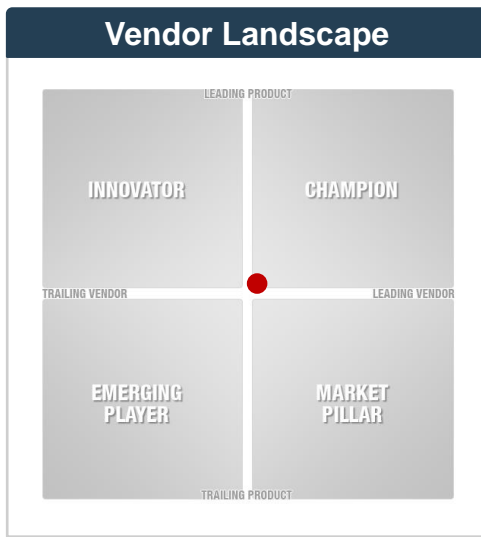 Vendor Landscape
LEADING PRODUCT
INNOVATOR
CHAMPION
TRAILING VENDOR
LEADING VENDOR
EMERGING
PLAYER
MARKET
PILLAR
TRAILING PRODUCT